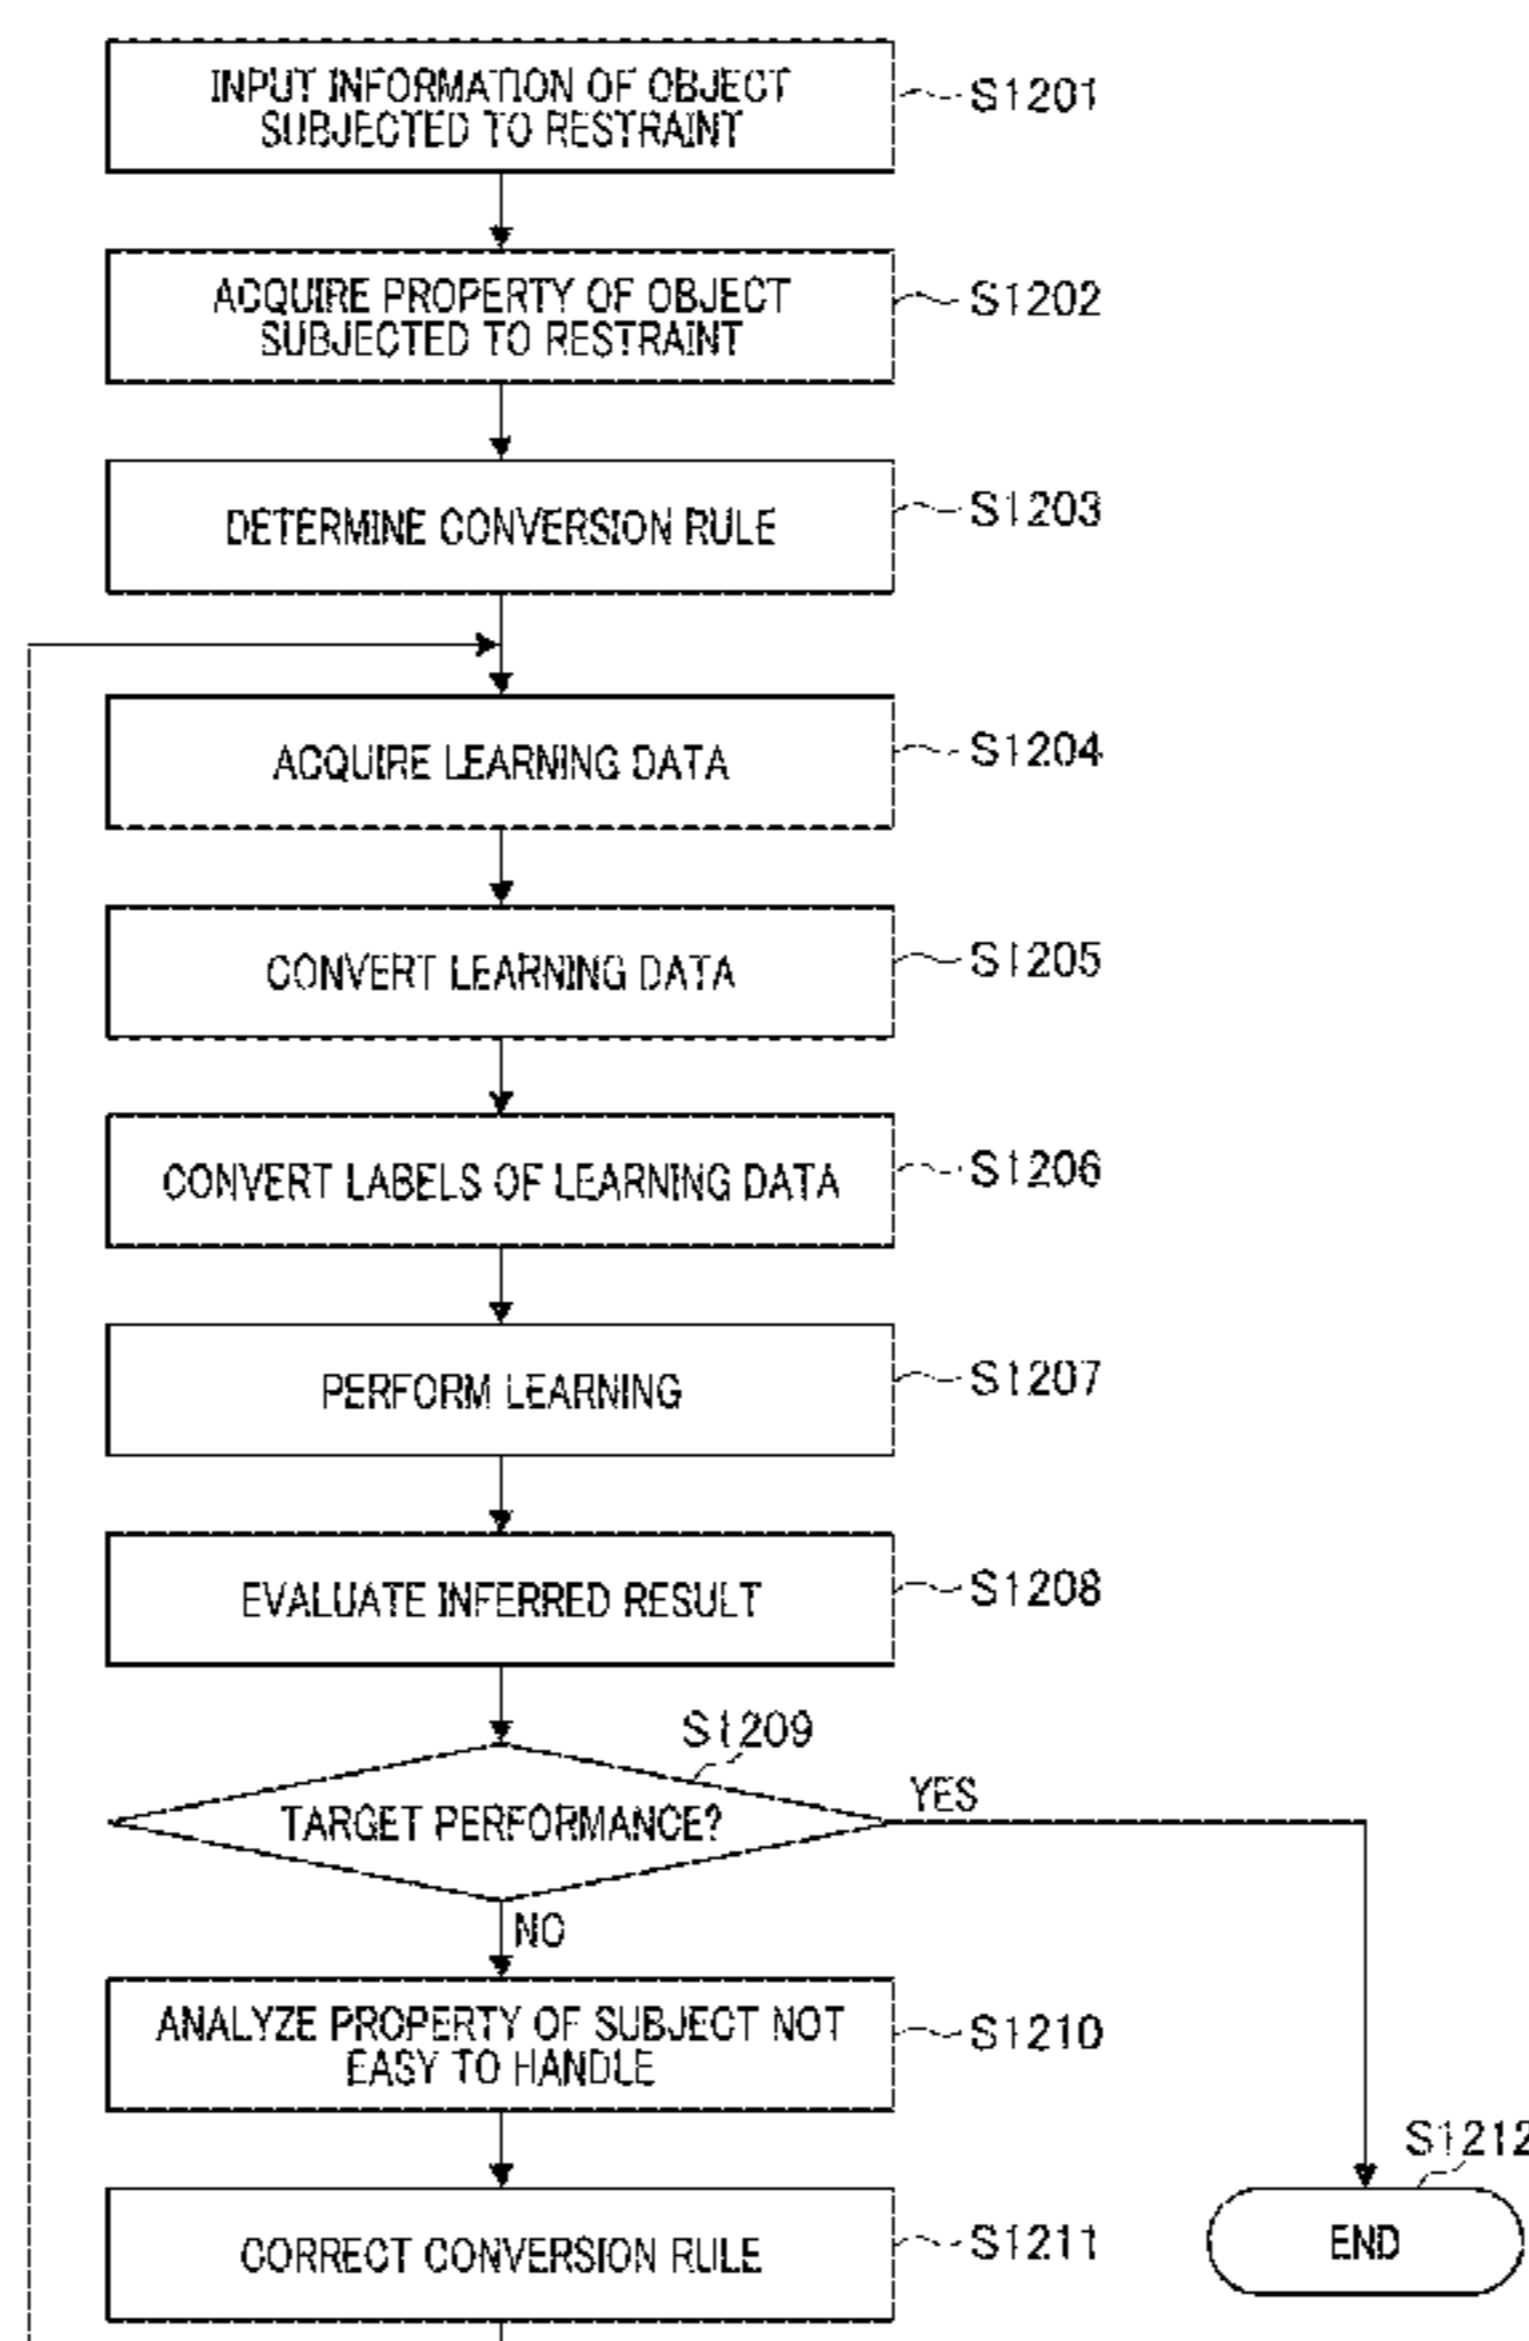 INPUT INFORMATION OF OBJECT
SUBJECTED TO RESTRAINT
S1201
ACQUIRE PROPERTY OF OBJECT
SUBJECTED TO RESTRAINT
S1202
DETERMINE CONVERSION RULE
S1203
ACQUIRE LEARNING DATA
S1204
CONVERT LEARNING DATA
S1205
CONVERT LABELS OF LEARNING DATA
S1206
PERFORM LEARNING
S1207
EVALUATE INFERRED RESULT
S1208
S1209
TARGET PERFORMANCE?
YES
NO
ANALYZE PROPERTY OF SUBJECT NOT
EASY TO HANDLE
S1210
CORRECT CONVERSION RULE
S1211
S1212
END